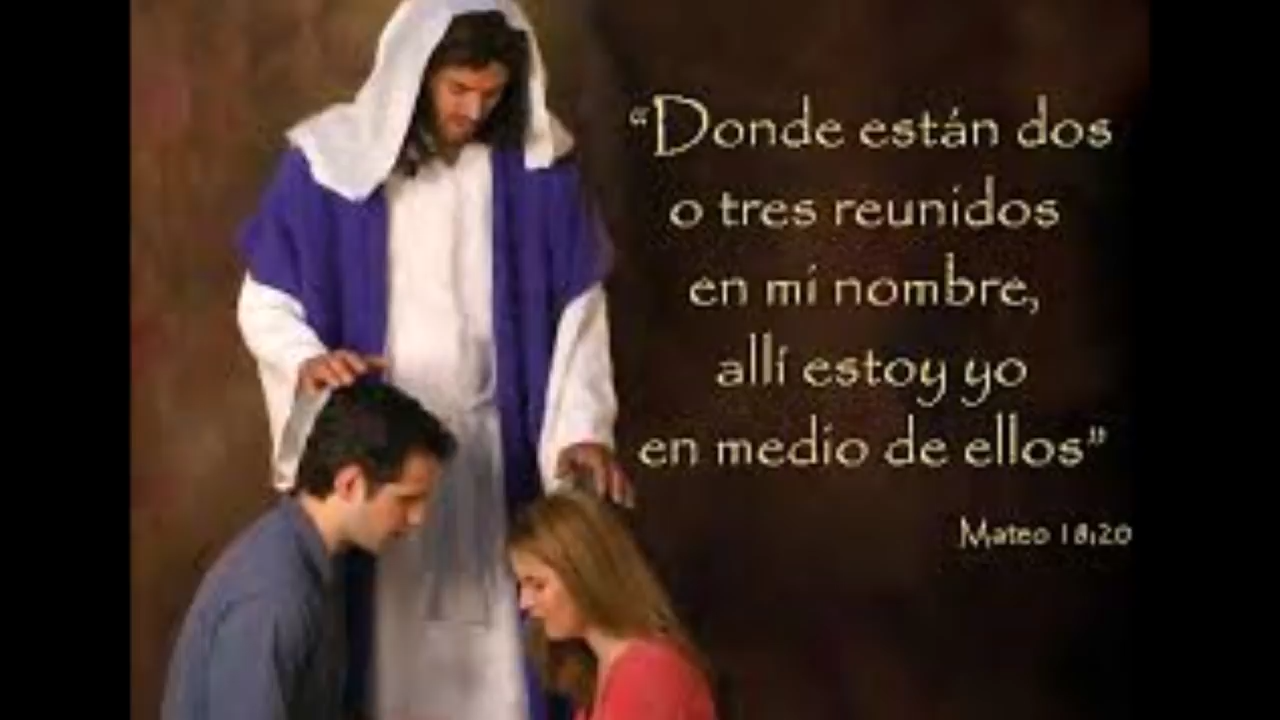 “Donde están dos
o tres reunidos
en mi nombre,
allí estoy yo
en medio de ellos”
Mateo 18:20